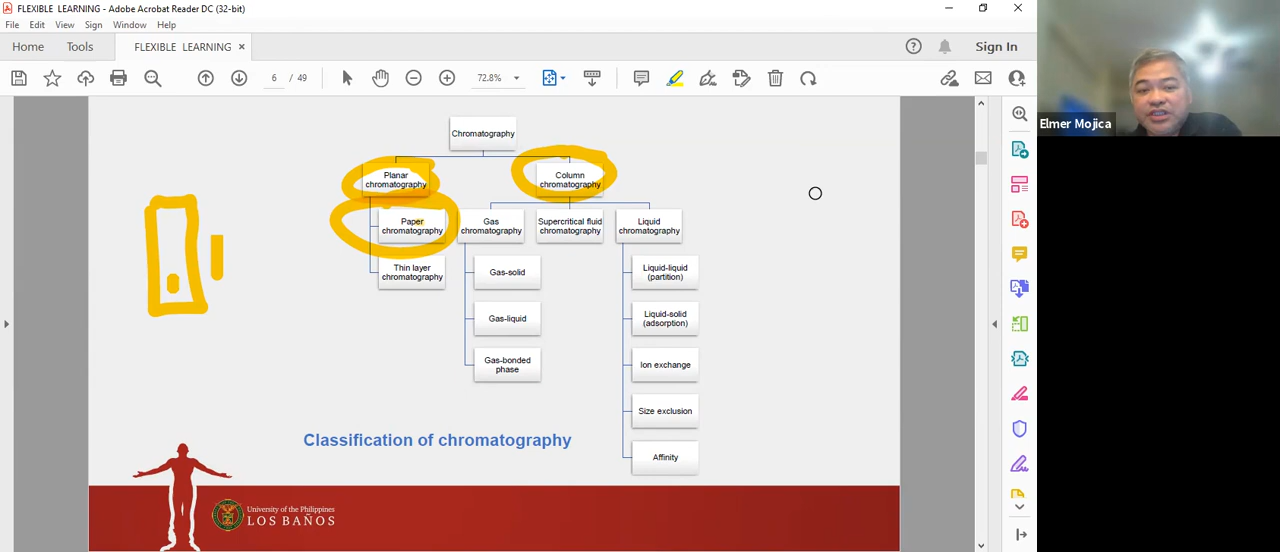 FLEXIBLE LEARNING - Adobe Acrobat Reader DC (32-bit)
File Edit View Sign Window Help
Home Tools FLEXIBLE LEARNING × Sign In
6 / 49 72.8%
Elmer Mojica
Chromatography
Planar
chromatography
Column
chromatography
Paper
chromatography
Gas
chromatography
Supercritical fluid
chromatography
Liquid
chromatography
Thin layer
chromatography
Gas-solid
Liquid-liquid
(partition)
Gas-liquid
Liquid-solid
(adsorption)
Gas-bonded
phase
Ion exchange
Size exclusion
Affinity
Classification of chromatography
University of the Philippines
LOS BAÑOS